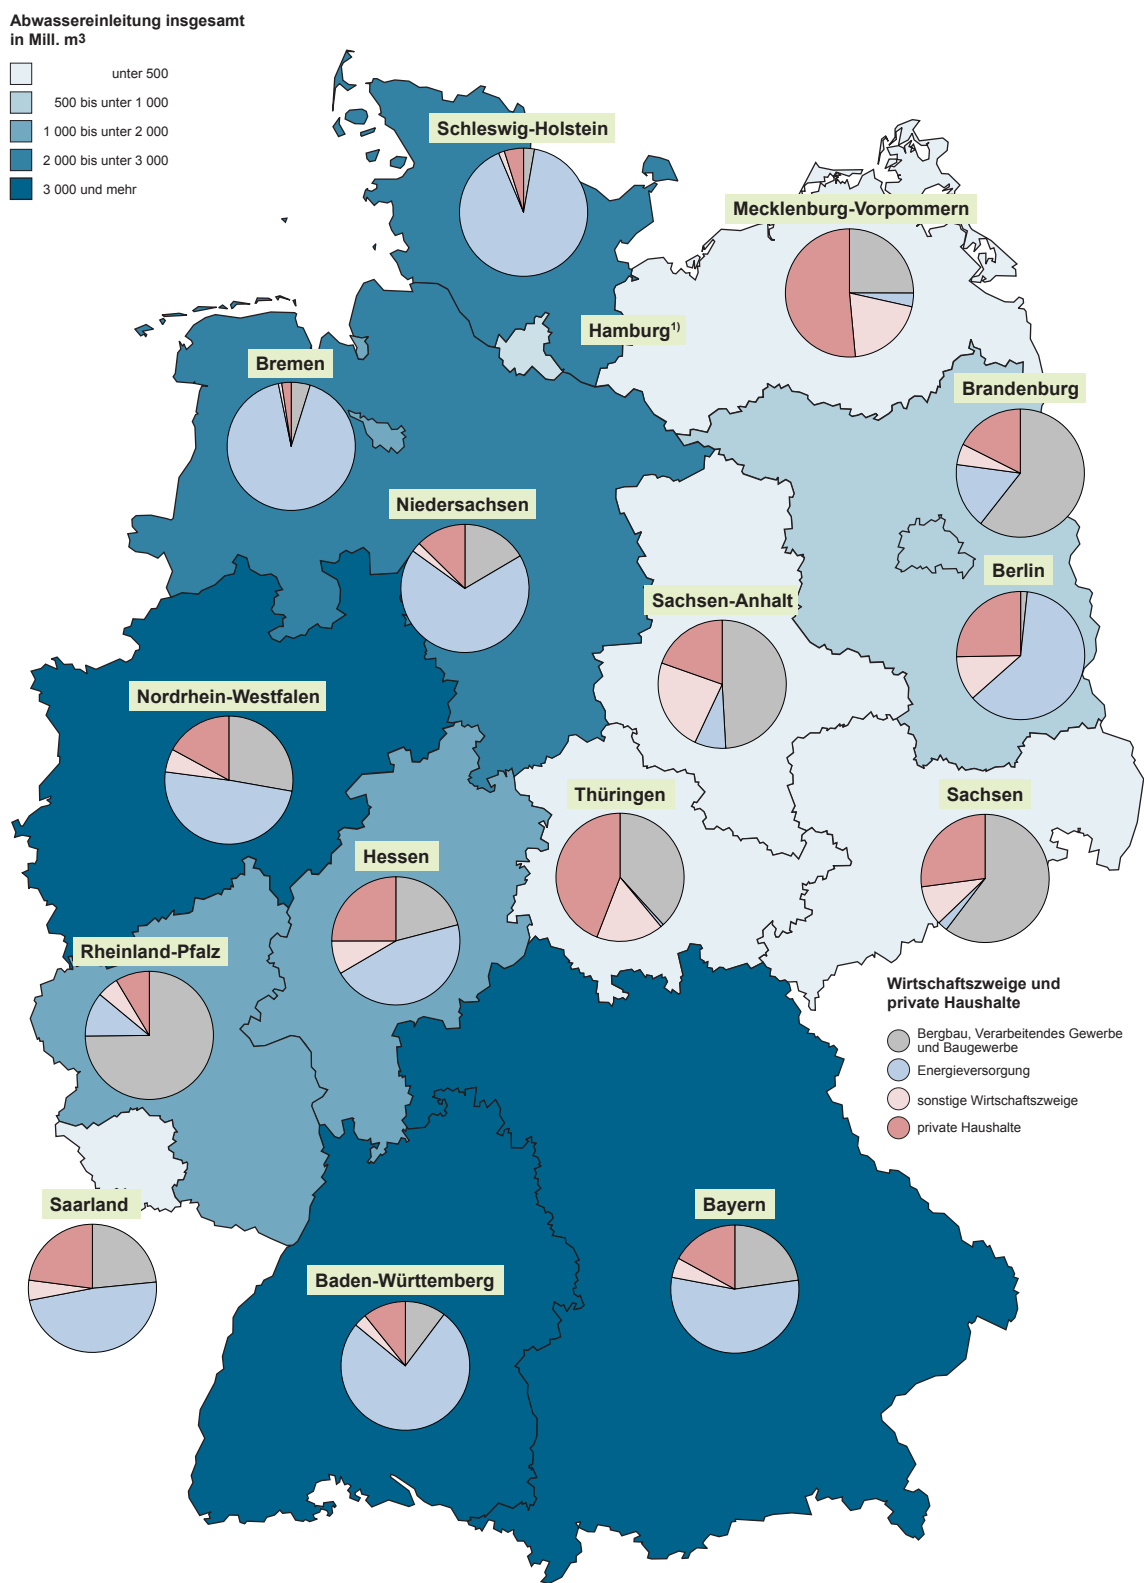 Abwassereinleitung insgesamt
in Mill. m³
unter 500
500 bis unter 1 000
1 000 bis unter 2 000
2 000 bis unter 3 000
3 000 und mehr
Schleswig-Holstein
Mecklenburg-Vorpommern
Hamburg¹⁾
Bremen
Brandenburg
Niedersachsen
Berlin
Sachsen-Anhalt
Nordrhein-Westfalen
Thüringen
Sachsen
Hessen
Rheinland-Pfalz
Wirtschaftszweige und
private Haushalte
Bergbau, Verarbeitendes Gewerbe
und Baugewerbe
Energieversorgung
sonstige Wirtschaftszweige
private Haushalte
Saarland
Bayern
Baden-Württemberg